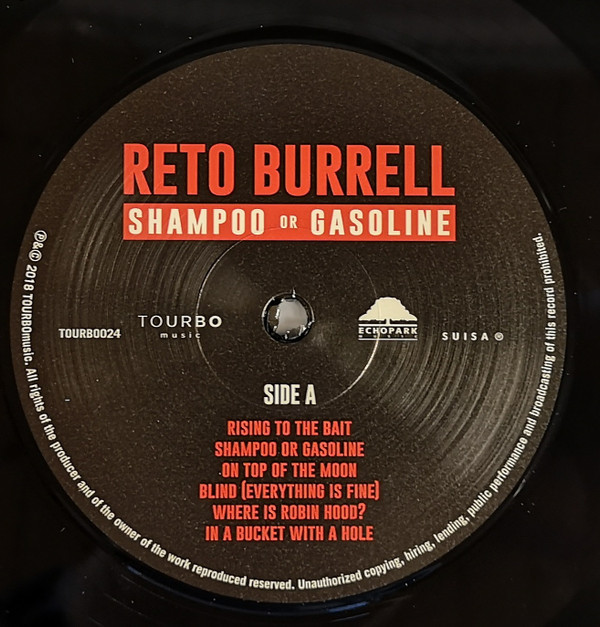 RETO BURRELL
SHAMPOO OR GASOLINE
TOURB0024
TOURBO
music
ECHOPARK
MUSIC
SUISA ®
SIDE A
RISING TO THE BAIT
SHAMPOO OR GASOLINE
ON TOP OF THE MOON
BLIND (EVERYTHING IS FINE)
WHERE IS ROBIN HOOD?
IN A BUCKET WITH A HOLE
℗&© 2018 TOURBOmusic. All rights of the producer and of the owner of the work reproduced reserved. Unauthorized copying, hiring, lending, public performance and broadcasting of this record prohibited.